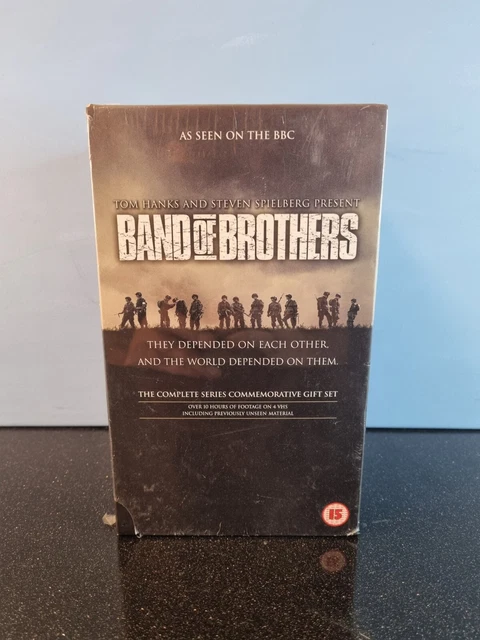 AS SEEN ON THE BBC
TOM HANKS AND STEVEN SPIELBERG PRESENT
BAND OF BROTHERS
THEY DEPENDED ON EACH OTHER,
AND THE WORLD DEPENDED ON THEM.
THE COMPLETE SERIES COMMEMORATIVE GIFT SET
OVER 10 HOURS OF FOOTAGE ON 4 VHS
INCLUDING PREVIOUSLY UNSEEN MATERIAL
15